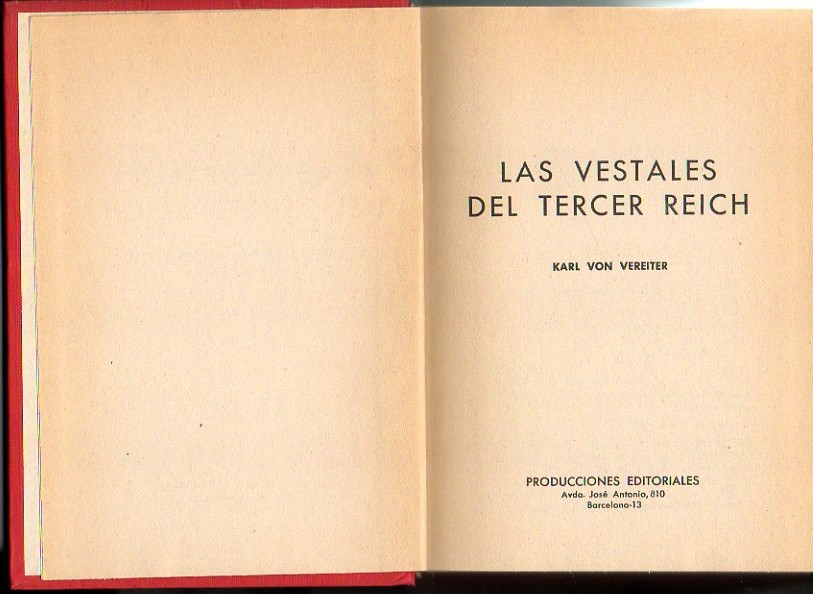 LAS VESTALES
DEL TERCER REICH
KARL VON VEREITER
PRODUCCIONES EDITORIALES
Avda. José Antonio, 810
Barcelona-13